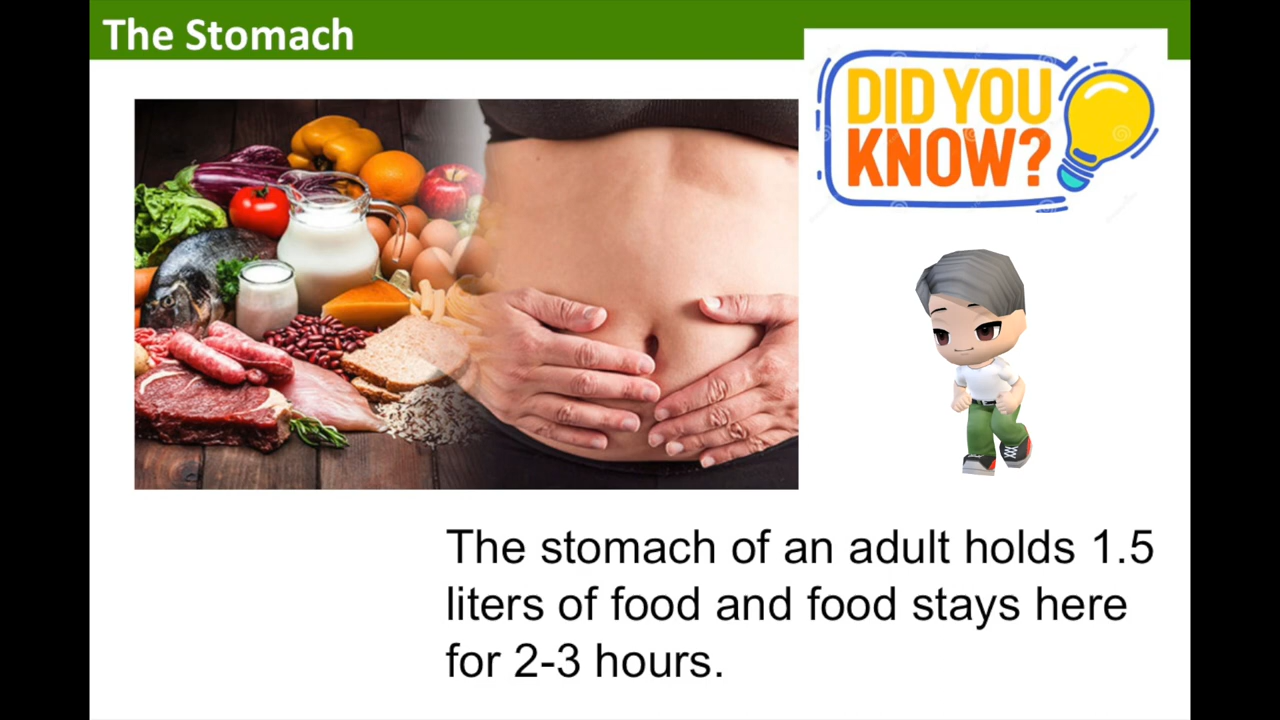 The Stomach
DID YOU
KNOW?
The stomach of an adult holds 1.5
liters of food and food stays here
for 2-3 hours.